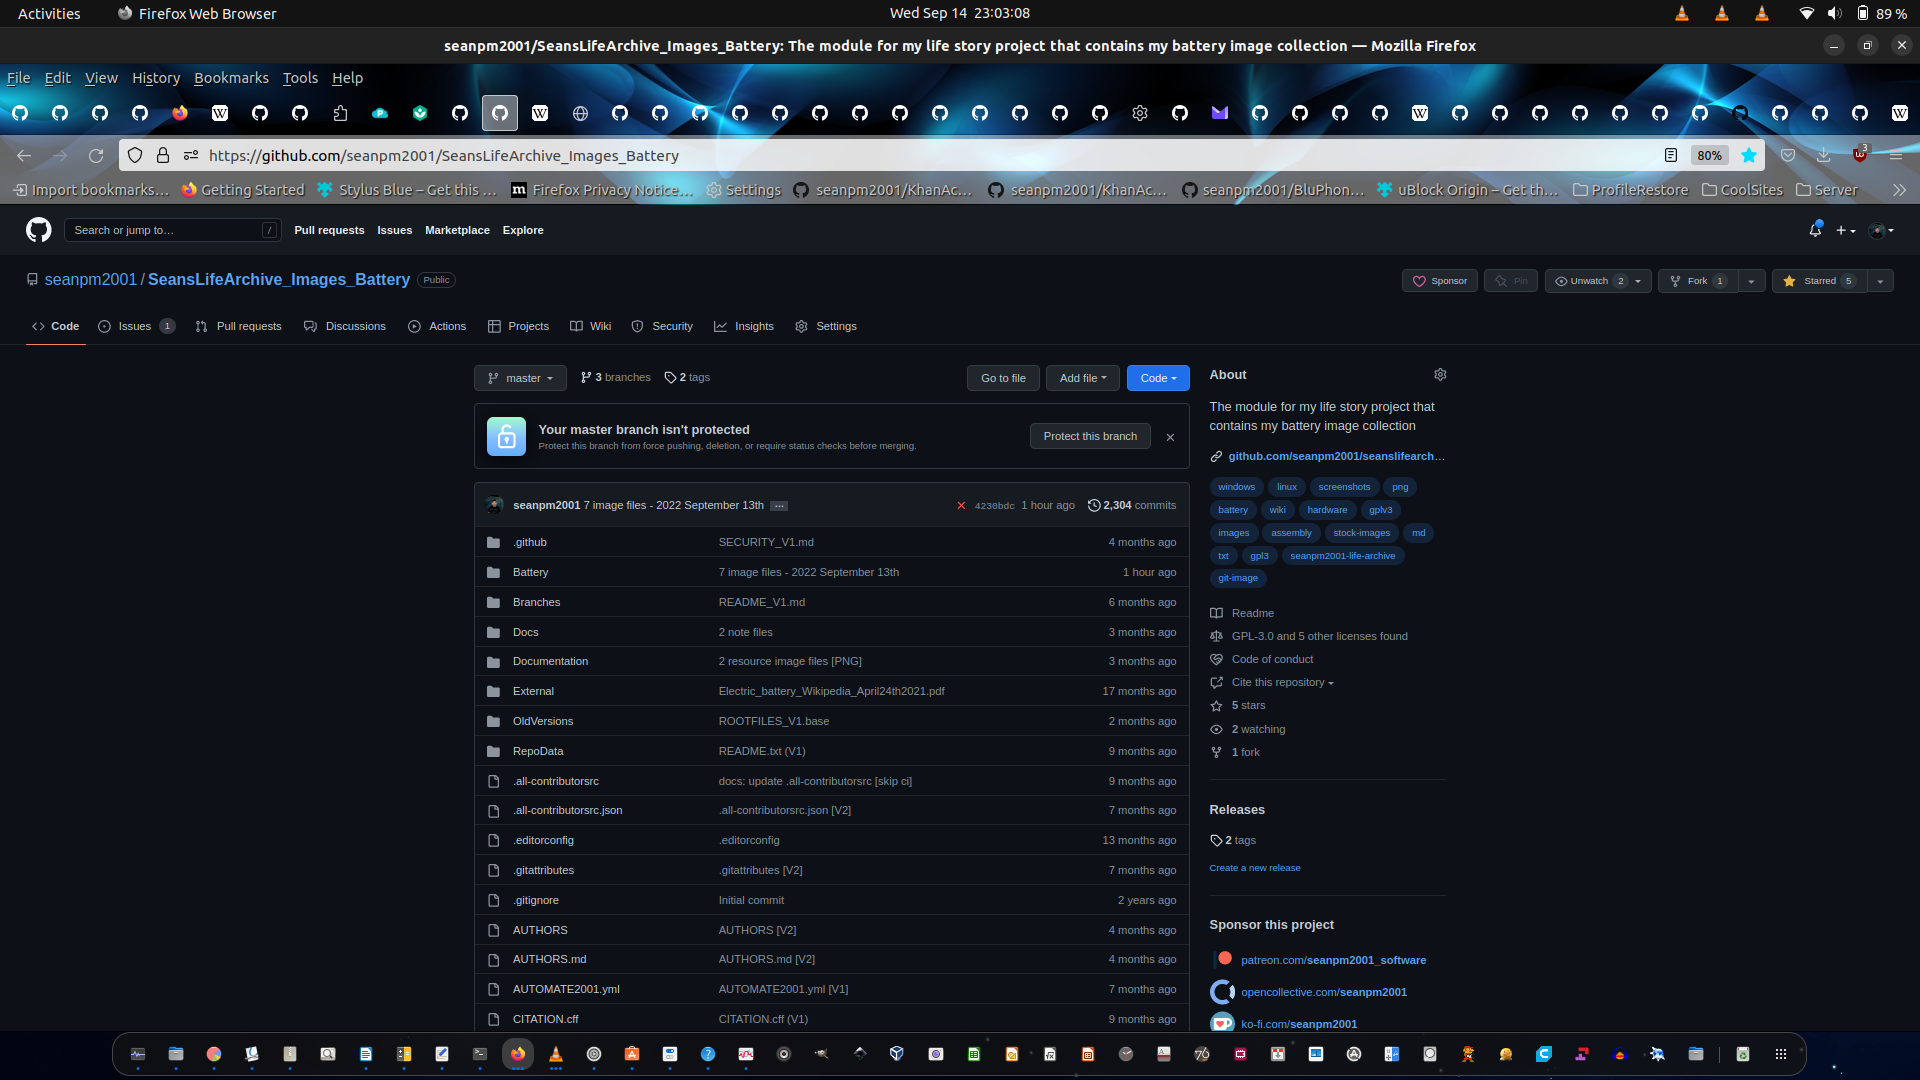 Activities Firefox Web Browser Wed Sep 14 23:03:08 89 %
seanpm2001/SeansLifeArchive_Images_Battery: The module for my life story project that contains my battery image collection — Mozilla Firefox
File Edit View History Bookmarks Tools Help
https://github.com/seanpm2001/SeansLifeArchive_Images_Battery 80% 3
Import bookmarks… Getting Started Stylus Blue – Get this … Firefox Privacy Notice… Settings seanpm2001/KhanAc… seanpm2001/KhanAc… seanpm2001/BluPhon… uBlock Origin – Get th… ProfileRestore CoolSites Server
Search or jump to… / Pull requests Issues Marketplace Explore
seanpm2001 / SeansLifeArchive_Images_Battery Public Sponsor Pin Unwatch 2 Fork 1 Starred 5
Code Issues 1 Pull requests Discussions Actions Projects Wiki Security Insights Settings
master 3 branches 2 tags Go to file Add file Code
Your master branch isn't protected
Protect this branch from force pushing, deletion, or require status checks before merging.
Protect this branch
seanpm2001 7 image files - 2022 September 13th … 4230bdc 1 hour ago 2,304 commits
.github SECURITY_V1.md 4 months ago
Battery 7 image files - 2022 September 13th 1 hour ago
Branches README_V1.md 6 months ago
Docs 2 note files 3 months ago
Documentation 2 resource image files [PNG] 3 months ago
External Electric_battery_Wikipedia_April24th2021.pdf 17 months ago
OldVersions ROOTFILES_V1.base 2 months ago
RepoData README.txt (V1) 9 months ago
.all-contributorsrc docs: update .all-contributorsrc [skip ci] 9 months ago
.all-contributorsrc.json .all-contributorsrc.json [V2] 7 months ago
.editorconfig .editorconfig 13 months ago
.gitattributes .gitattributes [V2] 7 months ago
.gitignore Initial commit 2 years ago
AUTHORS AUTHORS [V2] 4 months ago
AUTHORS.md AUTHORS.md [V2] 4 months ago
AUTOMATE2001.yml AUTOMATE2001.yml [V1] 7 months ago
CITATION.cff CITATION.cff (V1) 9 months ago
About
The module for my life story project that
contains my battery image collection
github.com/seanpm2001/seanslifearch…
windows linux screenshots png
battery wiki hardware gplv3
images assembly stock-images md
txt gpl3 seanpm2001-life-archive
git-image
Readme
GPL-3.0 and 5 other licenses found
Code of conduct
Cite this repository
5 stars
2 watching
1 fork
Releases
2 tags
Create a new release
Sponsor this project
patreon.com/seanpm2001_software
opencollective.com/seanpm2001
ko-fi.com/seanpm2001